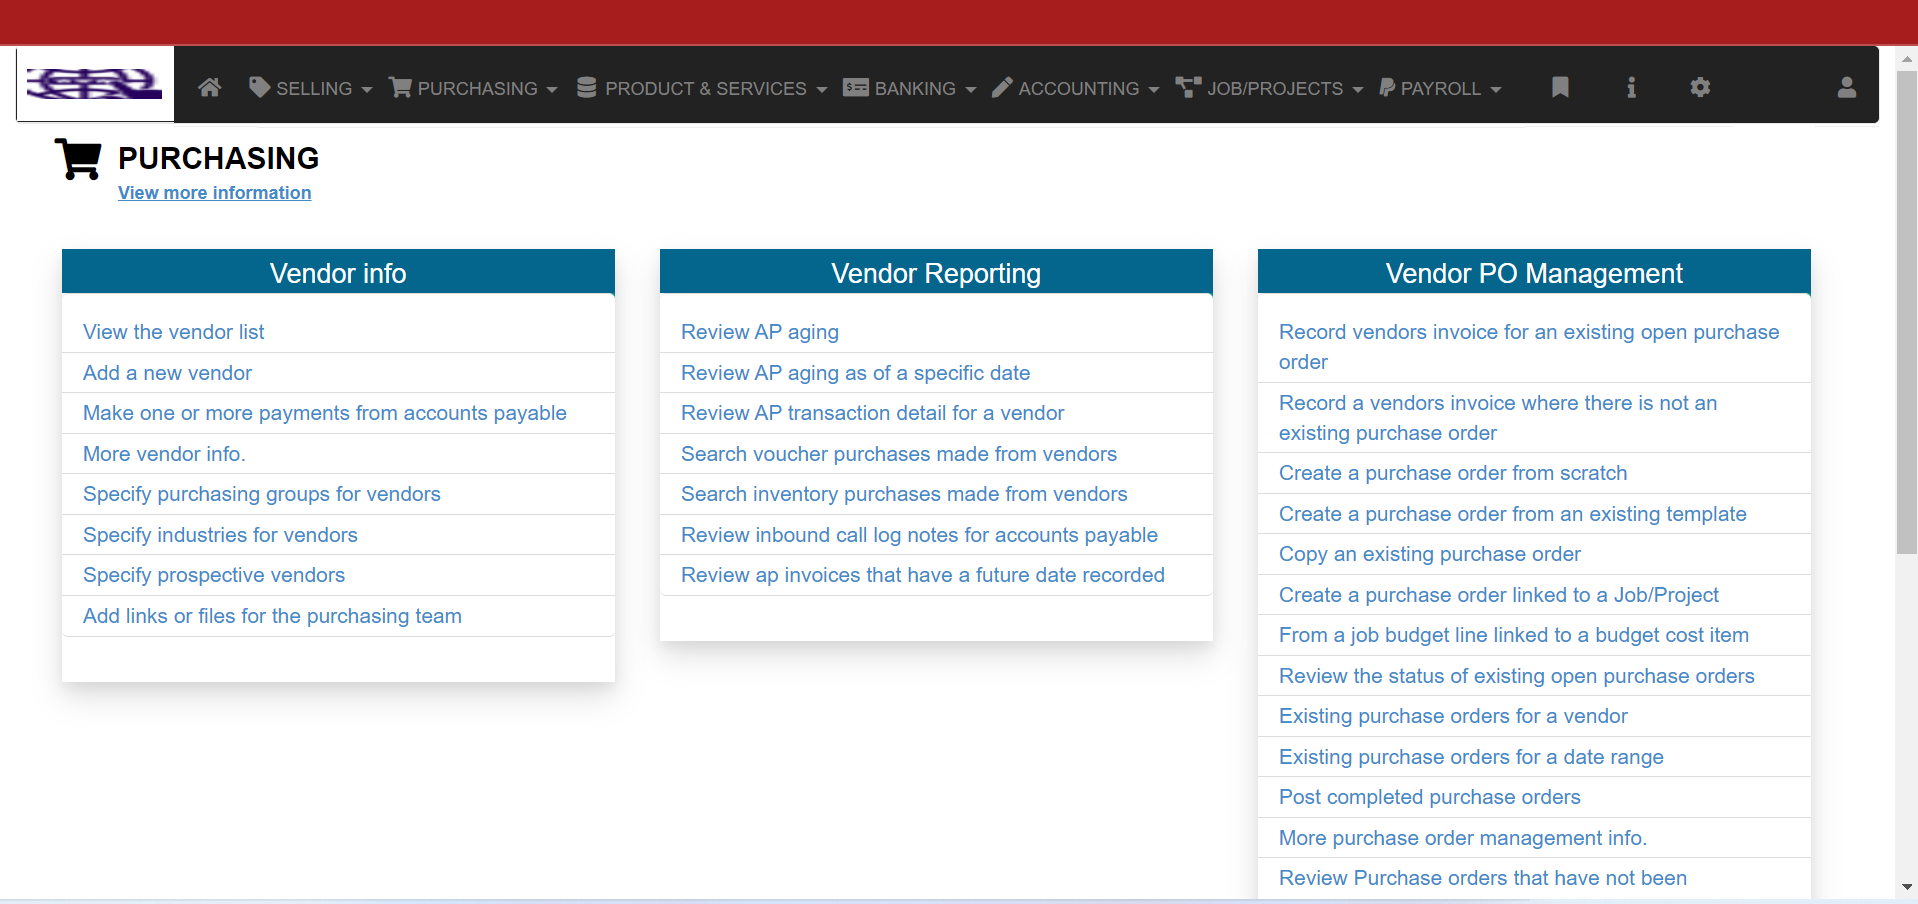 SELLING PURCHASING PRODUCT & SERVICES BANKING ACCOUNTING JOB/PROJECTS PAYROLL
PURCHASING
View more information
Vendor info
View the vendor list
Add a new vendor
Make one or more payments from accounts payable
More vendor info.
Specify purchasing groups for vendors
Specify industries for vendors
Specify prospective vendors
Add links or files for the purchasing team
Vendor Reporting
Review AP aging
Review AP aging as of a specific date
Review AP transaction detail for a vendor
Search voucher purchases made from vendors
Search inventory purchases made from vendors
Review inbound call log notes for accounts payable
Review ap invoices that have a future date recorded
Vendor PO Management
Record vendors invoice for an existing open purchase
order
Record a vendors invoice where there is not an
existing purchase order
Create a purchase order from scratch
Create a purchase order from an existing template
Copy an existing purchase order
Create a purchase order linked to a Job/Project
From a job budget line linked to a budget cost item
Review the status of existing open purchase orders
Existing purchase orders for a vendor
Existing purchase orders for a date range
Post completed purchase orders
More purchase order management info.
Review Purchase orders that have not been